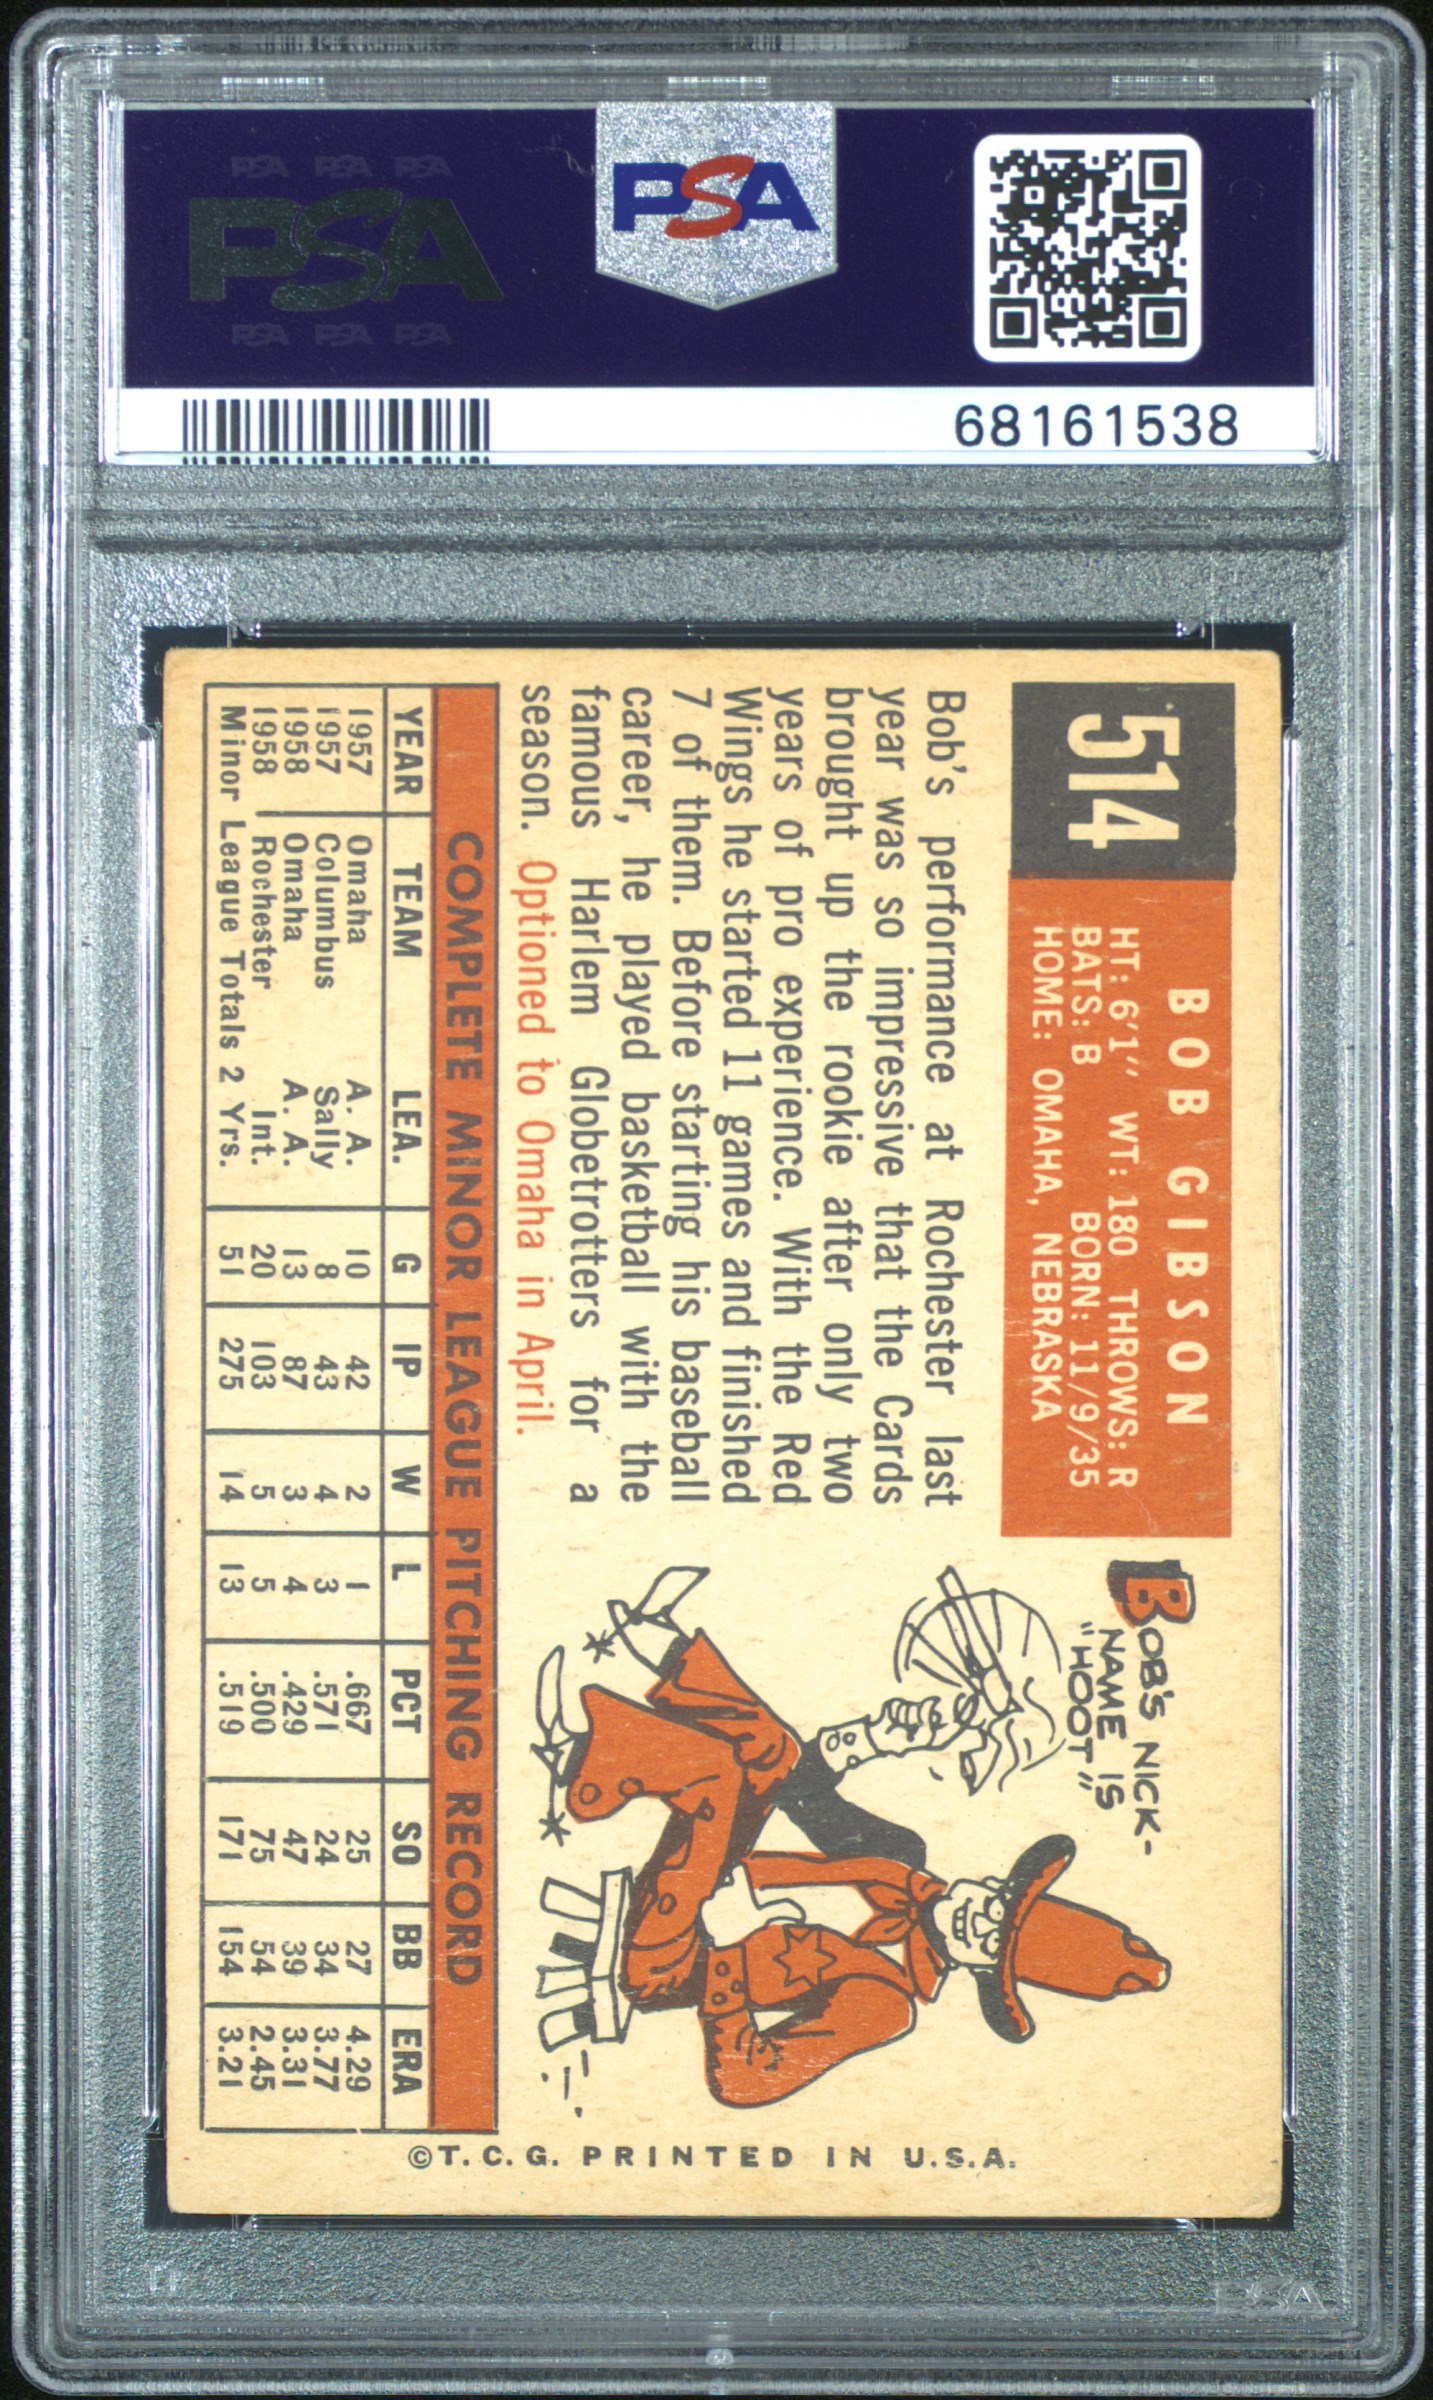 PSA PSA PSA
PSA
PSA PSA PSA
PSA
68161538
514
BOB GIBSON
HT: 6'1" WT: 180 THROWS: R
BATS: B BORN: 11/9/35
HOME: OMAHA, NEBRASKA
Bob's performance at Rochester last
year was so impressive that the Cards
brought up the rookie after only two
years of pro experience. With the Red
Wings he started 11 games and finished
7 of them. Before starting his baseball
career, he played basketball with the
famous Harlem Globetrotters for a
season. Optioned to Omaha in April.
BOB'S NICK-
NAME IS
"HOOT"
COMPLETE MINOR LEAGUE PITCHING RECORD
YEAR TEAM LEA. G IP W L PCT SO BB ERA
1957 Omaha A. A. 10 42 2 1 .667 25 27 4.29
1957 Columbus Sally 8 43 4 3 .571 24 34 3.77
1958 Omaha A. A. 13 87 3 4 .429 47 39 3.31
1958 Rochester Int. 20 103 5 5 .500 75 54 2.45
Minor League Totals 2 Yrs. 51 275 14 13 .519 171 154 3.21
©T.C.G. PRINTED IN U.S.A.
PSA